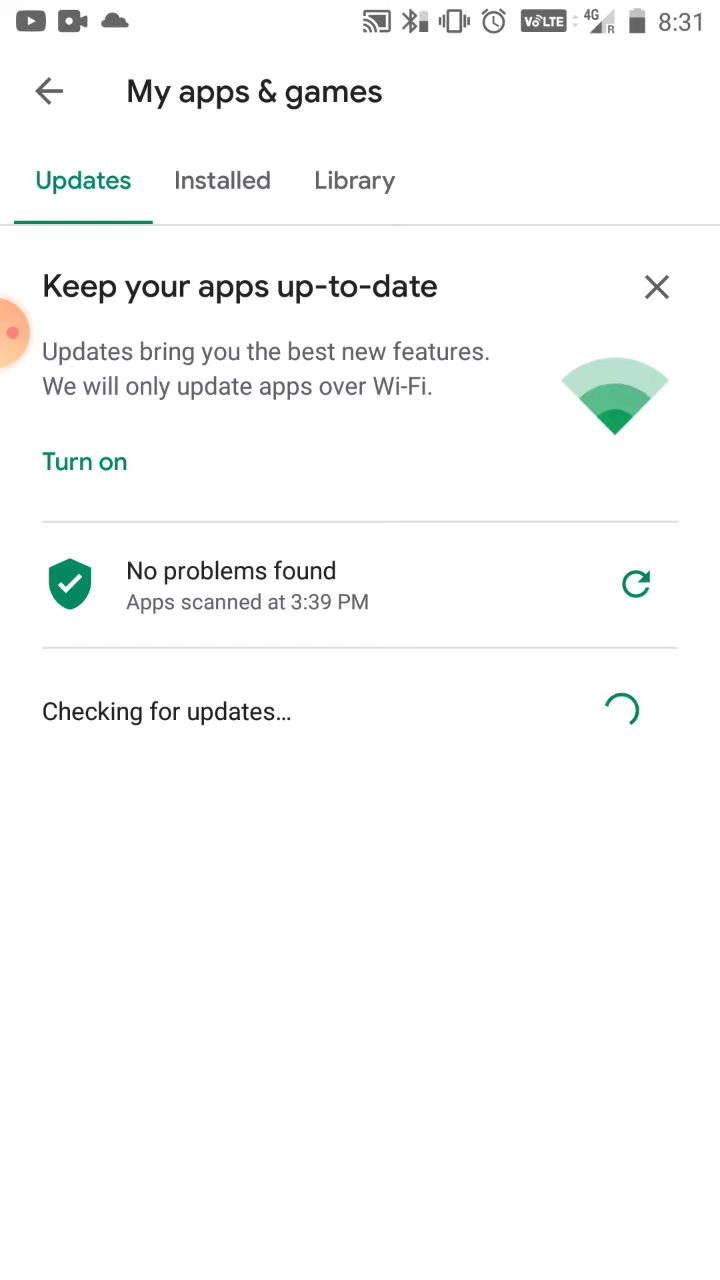 VoLTE 4G R 8:31
My apps & games
Updates Installed Library
Keep your apps up-to-date
Updates bring you the best new features.
We will only update apps over Wi-Fi.
Turn on
No problems found
Apps scanned at 3:39 PM
Checking for updates...